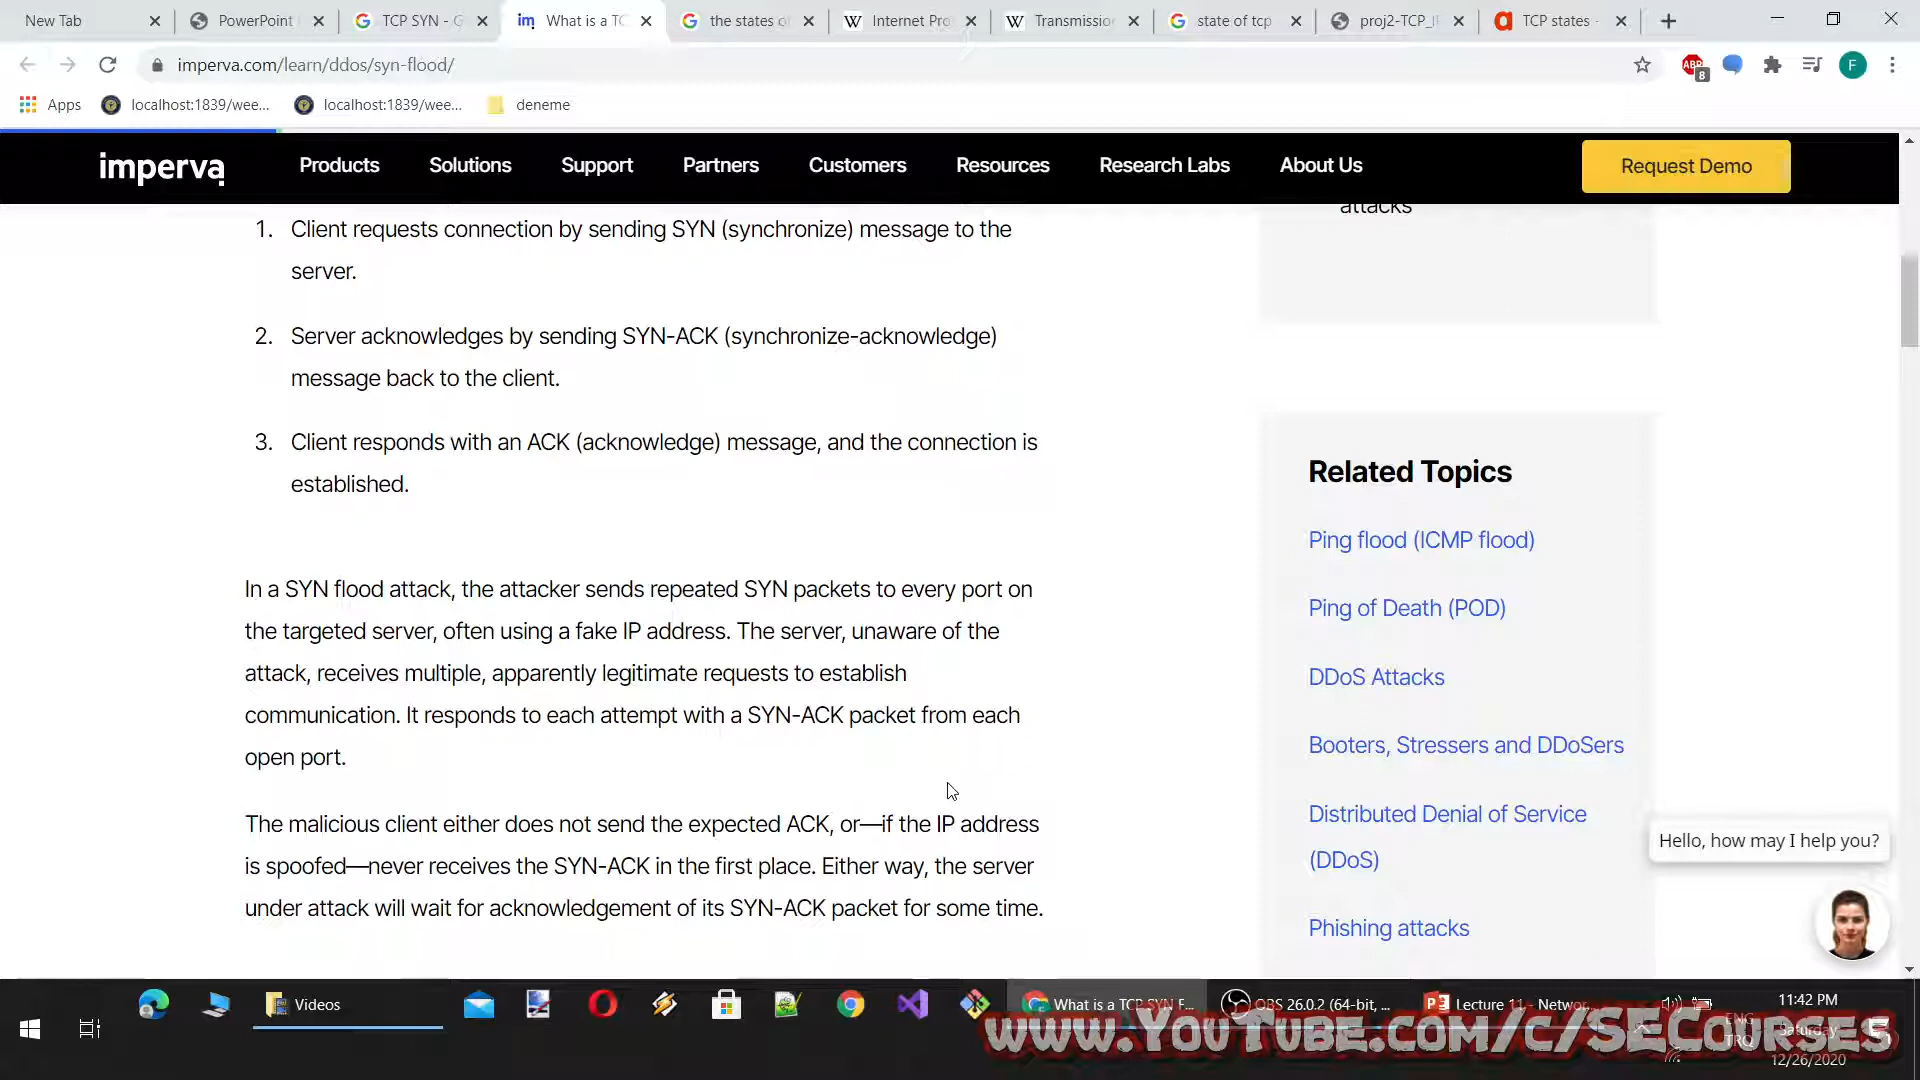 New Tab
PowerPoint
TCP SYN - G
im What is a TC
the states o
Internet Pro
Transmissio
state of tcp
proj2-TCP_I
TCP states -
imperva.com/learn/ddos/syn-flood/
ABP
8
F
Apps
localhost:1839/wee...
localhost:1839/wee...
deneme
imperva
Products
Solutions
Support
Partners
Customers
Resources
Research Labs
About Us
Request Demo
attacks
1. Client requests connection by sending SYN (synchronize) message to the
server.
2. Server acknowledges by sending SYN-ACK (synchronize-acknowledge)
message back to the client.
3. Client responds with an ACK (acknowledge) message, and the connection is
established.
In a SYN flood attack, the attacker sends repeated SYN packets to every port on
the targeted server, often using a fake IP address. The server, unaware of the
attack, receives multiple, apparently legitimate requests to establish
communication. It responds to each attempt with a SYN-ACK packet from each
open port.
The malicious client either does not send the expected ACK, or—if the IP address
is spoofed—never receives the SYN-ACK in the first place. Either way, the server
under attack will wait for acknowledgement of its SYN-ACK packet for some time.
Related Topics
Ping flood (ICMP flood)
Ping of Death (POD)
DDoS Attacks
Booters, Stressers and DDoSers
Distributed Denial of Service
(DDoS)
Phishing attacks
Hello, how may I help you?
Videos
What is a TCP SYN F...
OBS 26.0.2 (64-bit, ...
Lecture 11 - Networ...
11:42 PM
ENG
Saturday
TRQ
12/26/2020
www.YouTube.com/c/SECourses